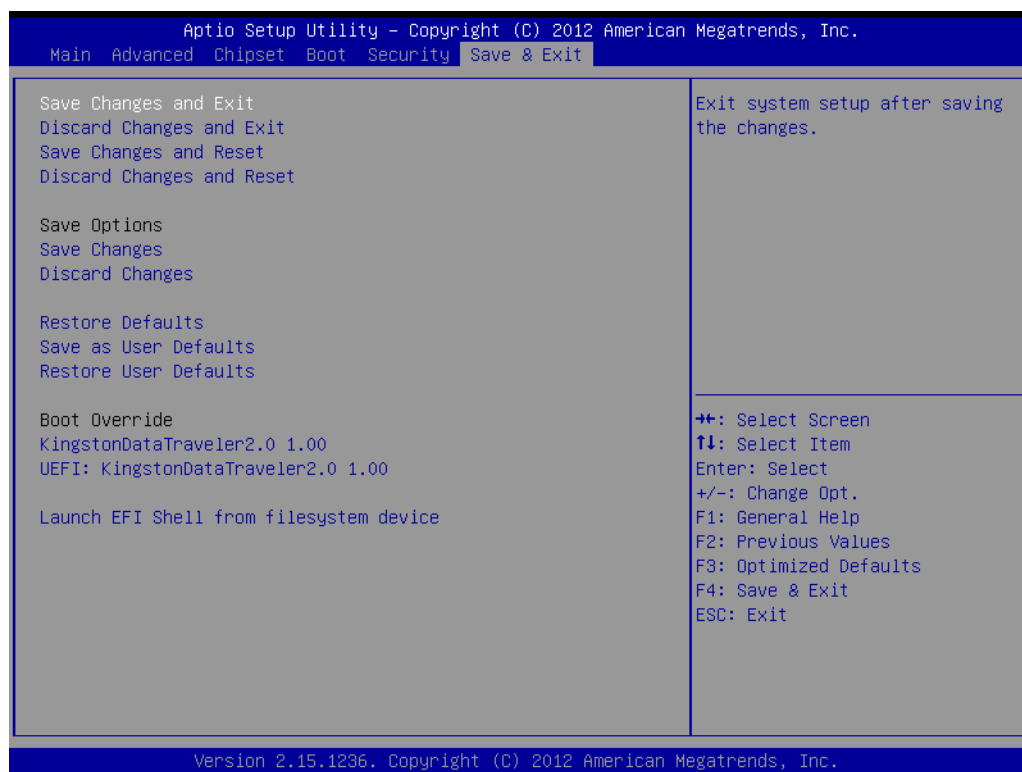 Aptio Setup Utility – Copyright (C) 2012 American Megatrends, Inc.
Main Advanced Chipset Boot Security Save & Exit
Save Changes and Exit
Discard Changes and Exit
Save Changes and Reset
Discard Changes and Reset
Save Options
Save Changes
Discard Changes
Restore Defaults
Save as User Defaults
Restore User Defaults
Boot Override
KingstonDataTraveler2.0 1.00
UEFI: KingstonDataTraveler2.0 1.00
Launch EFI Shell from filesystem device
Exit system setup after saving
the changes.
→←: Select Screen
↑↓: Select Item
Enter: Select
+/-: Change Opt.
F1: General Help
F2: Previous Values
F3: Optimized Defaults
F4: Save & Exit
ESC: Exit
Version 2.15.1236. Copyright (C) 2012 American Megatrends, Inc.